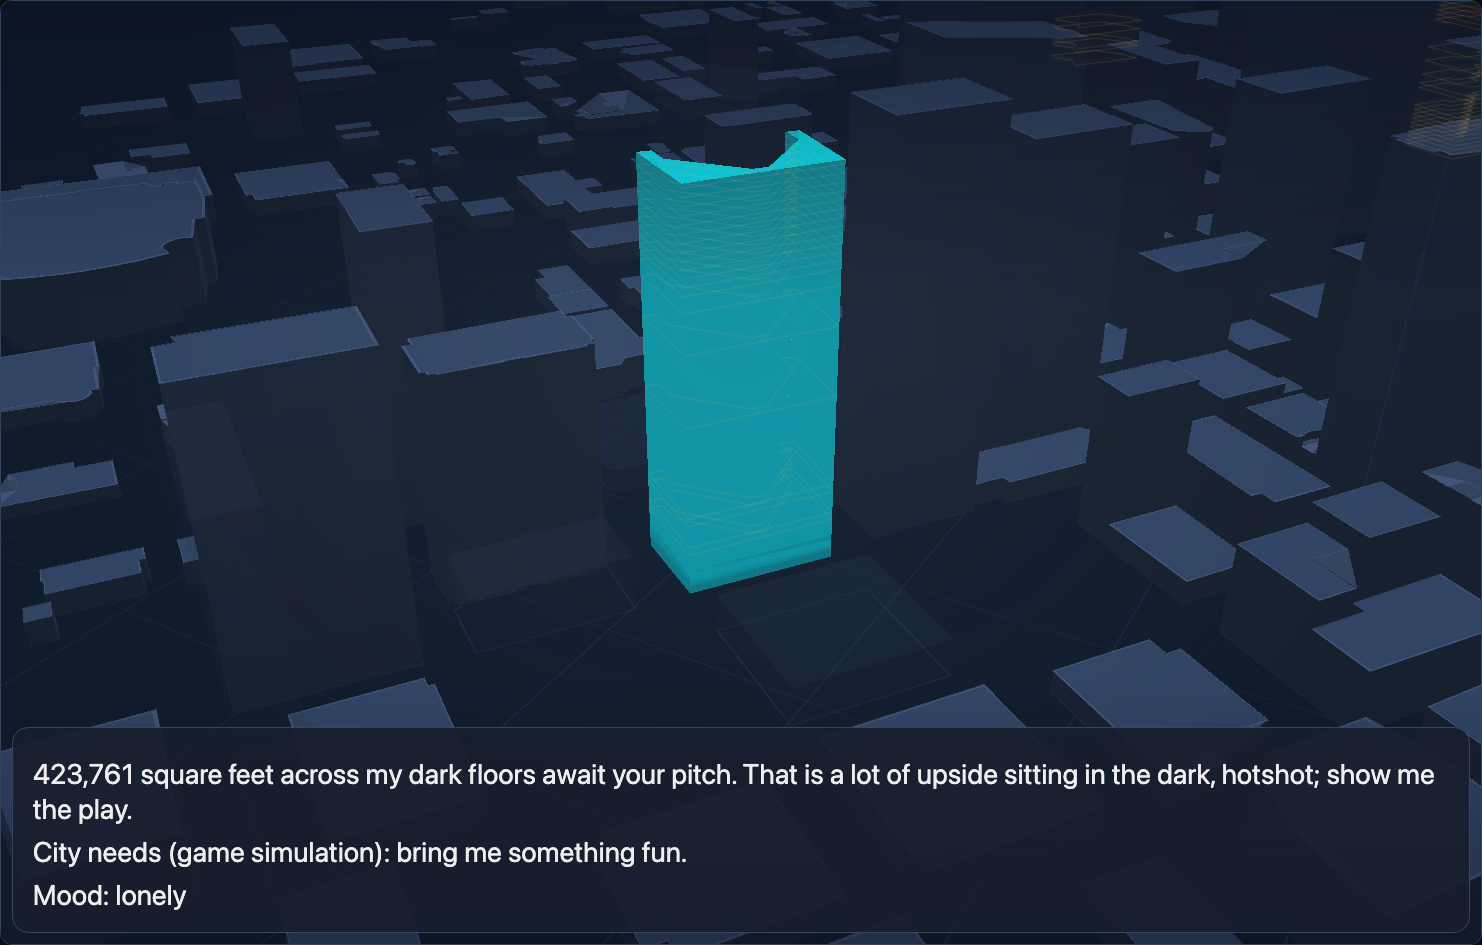 423,761 square feet across my dark floors await your pitch. That is a lot of upside sitting in the dark, hotshot; show me
the play.
City needs (game simulation): bring me something fun.
Mood: lonely